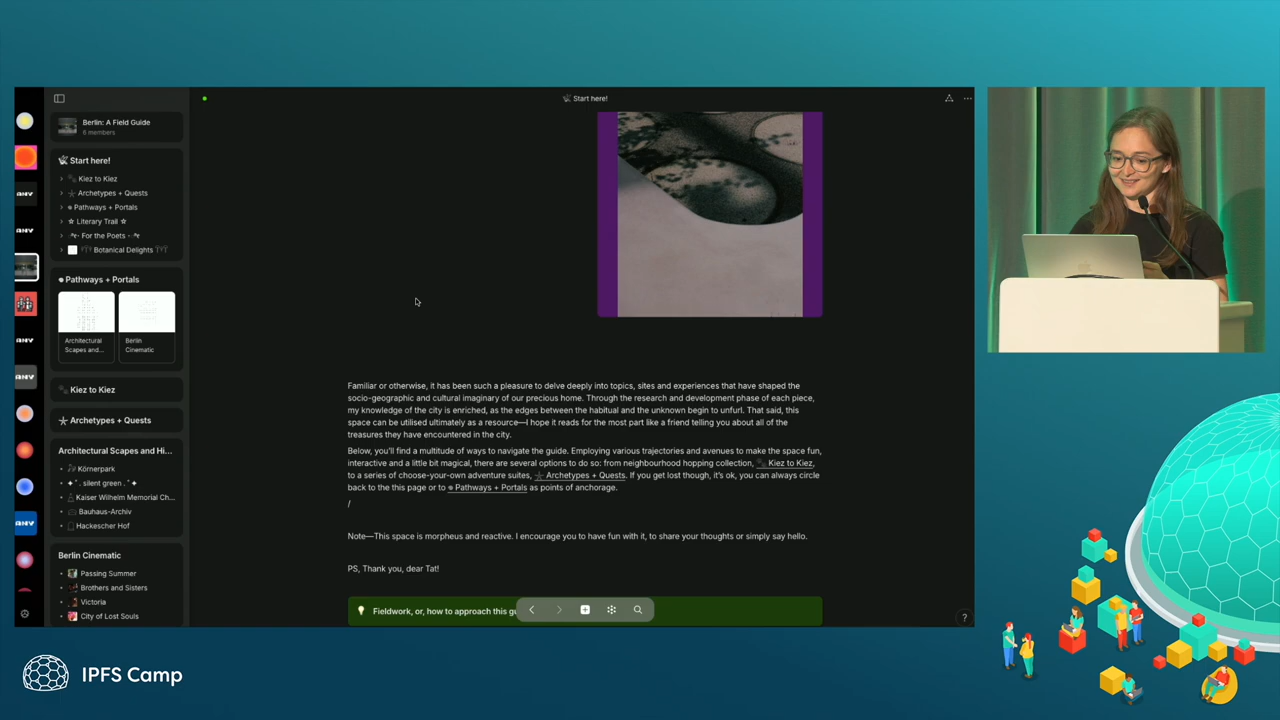 Berlin: A Field Guide
6 members
Start here!
Kiez to Kiez
Archetypes + Quests
Pathways + Portals
Literary Trail
For the Poets
Botanical Delights
Pathways + Portals
Architectural
Scapes and...
Berlin
Cinematic
Kiez to Kiez
Archetypes + Quests
Architectural Scapes and Hi...
Körnerpark
. silent green .
Kaiser Wilhelm Memorial Ch...
Bauhaus-Archiv
Hackescher Hof
Berlin Cinematic
Passing Summer
Brothers and Sisters
Victoria
City of Lost Souls
ANY
ANY
ANY
ANY
Start here!
Familiar or otherwise, it has been such a pleasure to delve deeply into topics, sites and experiences that have shaped the
socio-geographic and cultural imaginary of our precious home. Through the research and development phase of each piece,
my knowledge of the city is enriched, as the edges between the habitual and the unknown begin to unfurl. That said, this
space can be utilised ultimately as a resource—I hope it reads for the most part like a friend telling you about all of the
treasures they have encountered in the city.
Below, you'll find a multitude of ways to navigate the guide. Employing various trajectories and avenues to make the space fun,
interactive and a little bit magical, there are several options to do so: from neighbourhood hopping collection, Kiez to Kiez,
to a series of choose-your-own adventure suites, Archetypes + Quests. If you get lost though, it's ok, you can always circle
back to the this page or to Pathways + Portals as points of anchorage.
/
Note—This space is morpheus and reactive. I encourage you to have fun with it, to share your thoughts or simply say hello.
PS, Thank you, dear Tat!
Fieldwork, or, how to approach this gu
?
IPFS Camp